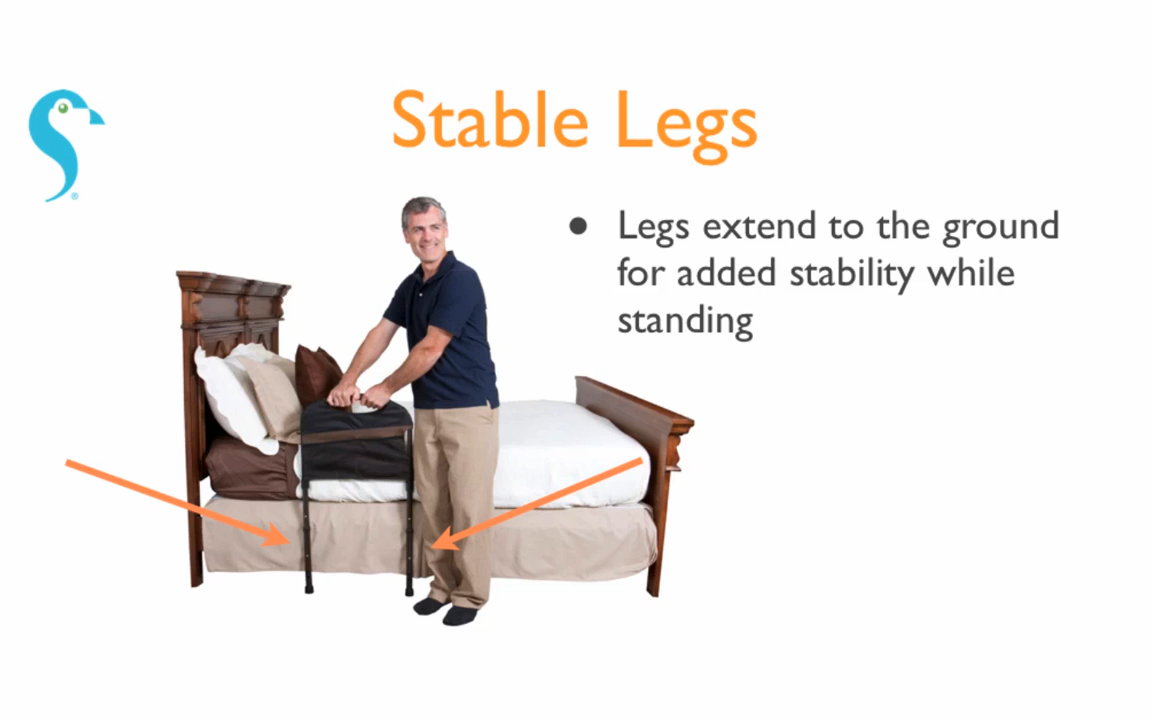 Stable Legs
● Legs extend to the ground
for added stability while
standing
®